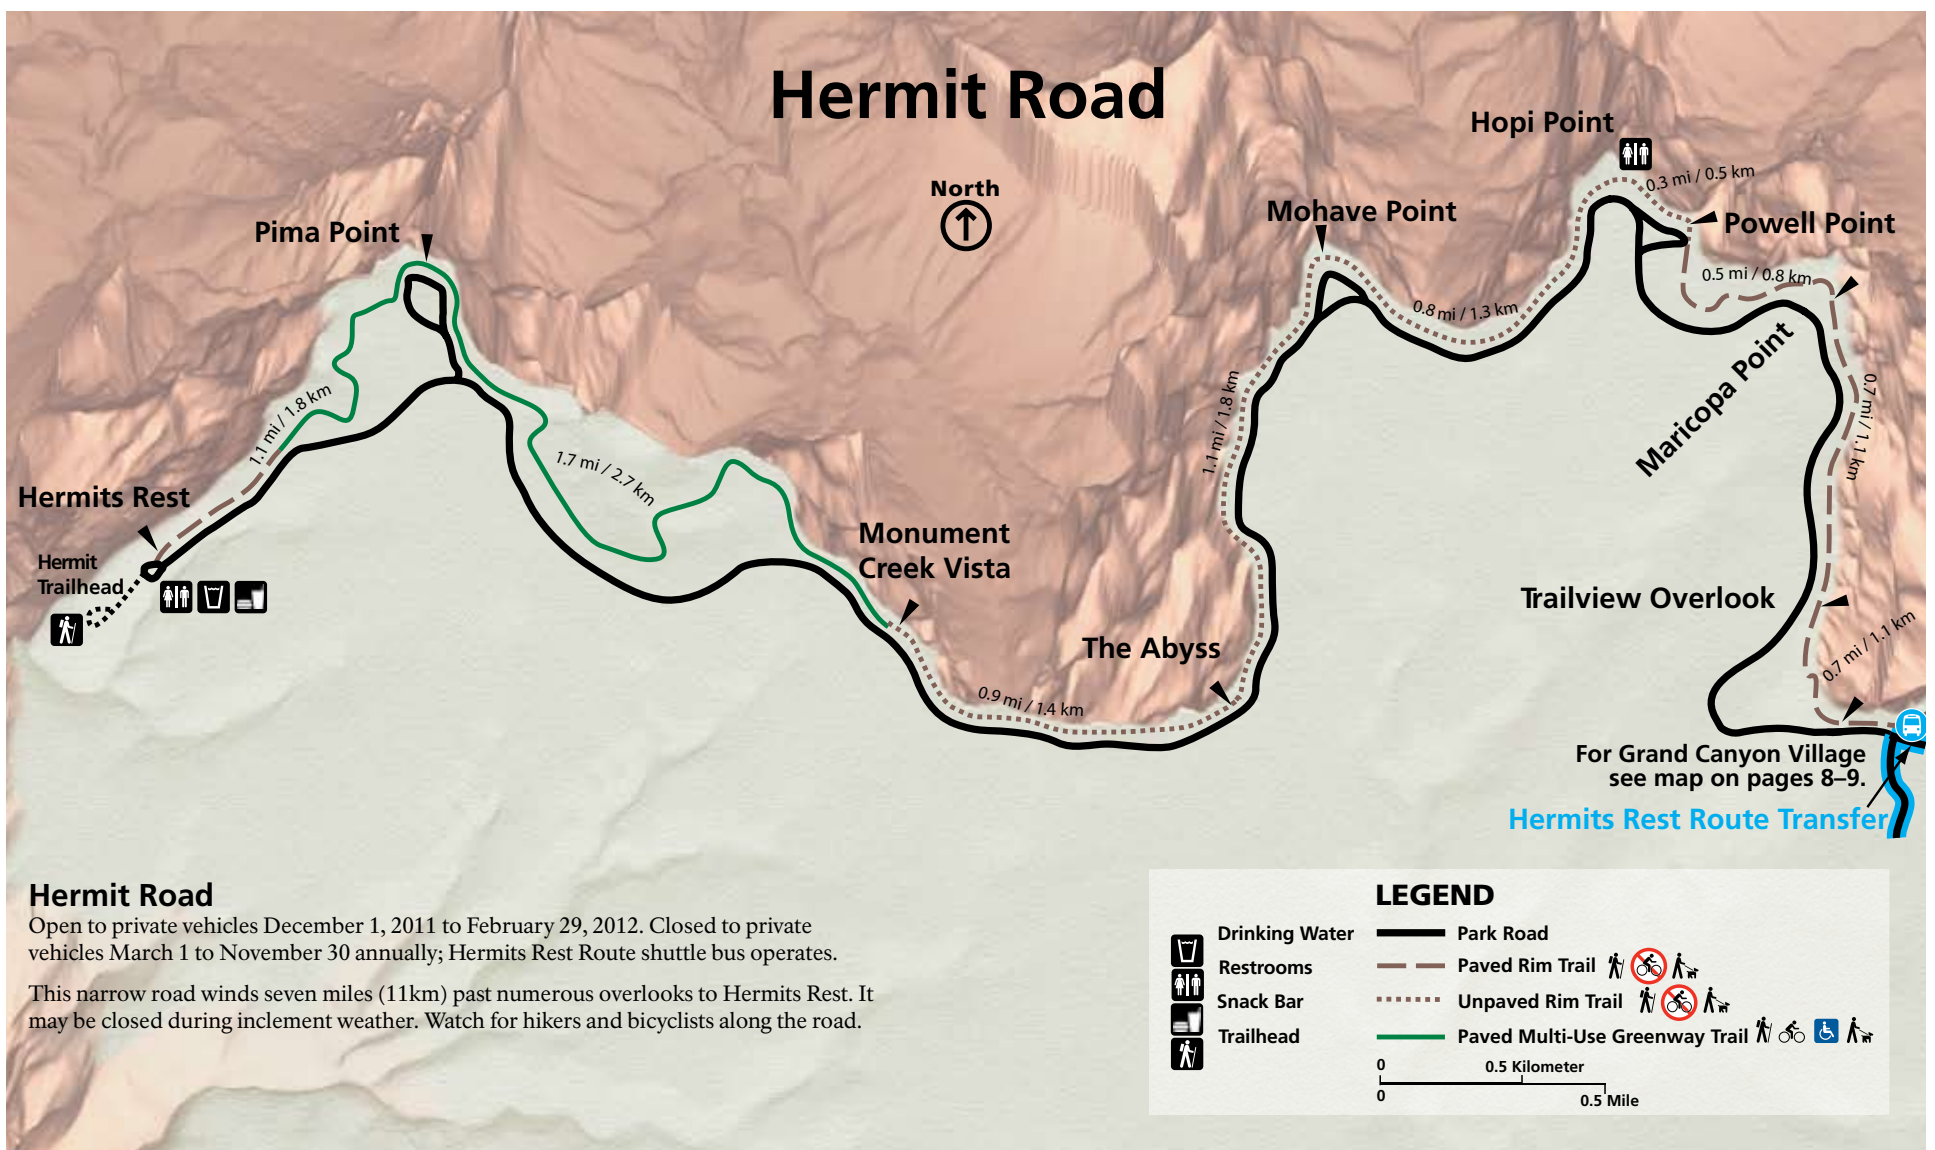 Hermit Road
Hopi Point
0.3 mi / 0.5 km
North
Mohave Point
Powell Point
Pima Point
0.5 mi / 0.8 km
0.8 mi / 1.3 km
Maricopa Point
0.7 mi / 1.1 km
1.1 mi / 1.8 km
1.1 mi / 1.8 km
1.7 mi / 2.7 km
Hermits Rest
Monument
Creek Vista
Hermit
Trailhead
Trailview Overlook
0.7 mi / 1.1 km
The Abyss
0.9 mi / 1.4 km
For Grand Canyon Village
see map on pages 8–9.
Hermits Rest Route Transfer
Hermit Road
Open to private vehicles December 1, 2011 to February 29, 2012. Closed to private
vehicles March 1 to November 30 annually; Hermits Rest Route shuttle bus operates.
This narrow road winds seven miles (11km) past numerous overlooks to Hermits Rest. It
may be closed during inclement weather. Watch for hikers and bicyclists along the road.
LEGEND
Drinking Water
Restrooms
Snack Bar
Trailhead
Park Road
Paved Rim Trail
Unpaved Rim Trail
Paved Multi-Use Greenway Trail
0 0.5 Kilometer
0 0.5 Mile